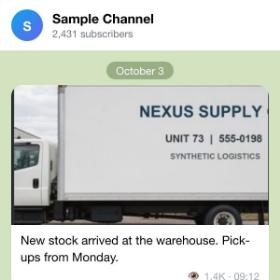 S
Sample Channel
2,431 subscribers
October 3
NEXUS SUPPLY
UNIT 73 | 555-0198
SYNTHETIC LOGISTICS
New stock arrived at the warehouse. Pick-
ups from Monday.
1.4K · 09:12